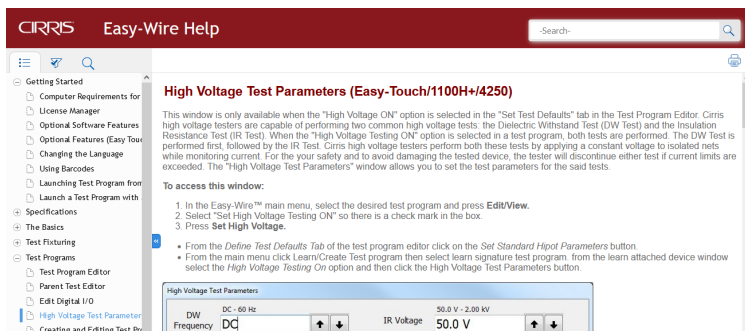 CIRRIS Easy-Wire Help
-Search-
Getting Started
Computer Requirements for
License Manager
Optional Software Features
Optional Features (Easy Touc
Changing the Language
Using Barcodes
Launching Test Program from
Launch a Test Program with
Specifications
The Basics
Test Fixturing
Test Programs
Test Program Editor
Parent Test Editor
Edit Digital I/O
High Voltage Test Parameter
Creating and Editing Test Pr
High Voltage Test Parameters (Easy-Touch/1100H+/4250)
This window is only available when the "High Voltage ON" option is selected in the "Set Test Defaults" tab in the Test Program Editor. Cirris
high voltage testers are capable of performing two common high voltage tests: the Dielectric Withstand Test (DW Test) and the Insulation
Resistance Test (IR Test). When the "High Voltage Testing ON" option is selected in a test program, both tests are performed. The DW Test is
performed first, followed by the IR Test. Cirris high voltage testers perform both these tests by applying a constant voltage to isolated nets
while monitoring current. For the your safety and to avoid damaging the tested device, the tester will discontinue either test if current limits are
exceeded. The "High Voltage Test Parameters" window allows you to set the test parameters for the said tests.
To access this window:
1. In the Easy-Wire™ main menu, select the desired test program and press Edit/View.
2. Select "Set High Voltage Testing ON" so there is a check mark in the box.
3. Press Set High Voltage.
• From the Define Test Defaults Tab of the test program editor click on the Set Standard Hipot Parameters button.
• From the main menu click Learn/Create Test program then select learn signature test program. from the learn attached device window
select the High Voltage Testing On option and then click the High Voltage Test Parameters button.
High Voltage Test Parameters
DW Frequency
DC - 60 Hz
DC
IR Voltage
50.0 V - 2.00 kV
50.0 V